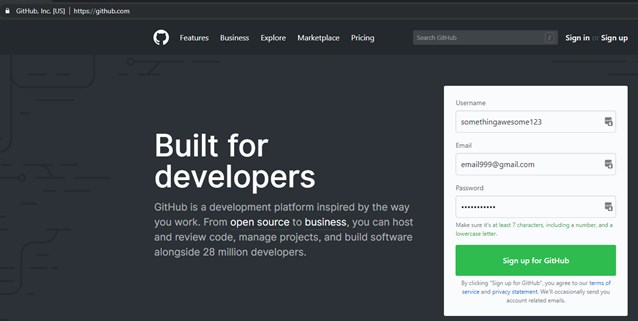 GitHub, Inc. [US] | https://github.com
Features Business Explore Marketplace Pricing Search GitHub / Sign in or Sign up
Built for
developers
GitHub is a development platform inspired by the way
you work. From open source to business, you can host
and review code, manage projects, and build software
alongside 28 million developers.
Username
somethingawesome123
Email
email999@gmail.com
Password
•••••••••••
Make sure it's at least 7 characters, including a number, and a
lowercase letter.
Sign up for GitHub
By clicking "Sign up for GitHub", you agree to our terms of
service and privacy statement. We'll occasionally send you
account related emails.